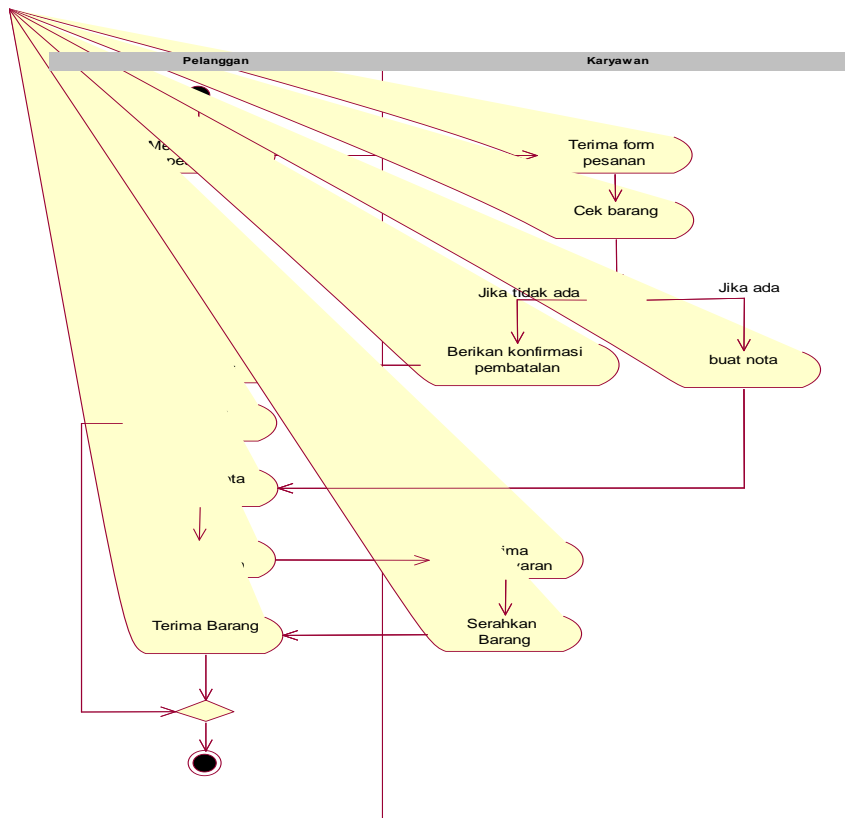 Pelanggan
Karyawan
Terima form
pesanan
Cek barang
Jika tidak ada
Jika ada
Berikan konfirmasi
pembatalan
buat nota
Terima Barang
Serahkan
Barang